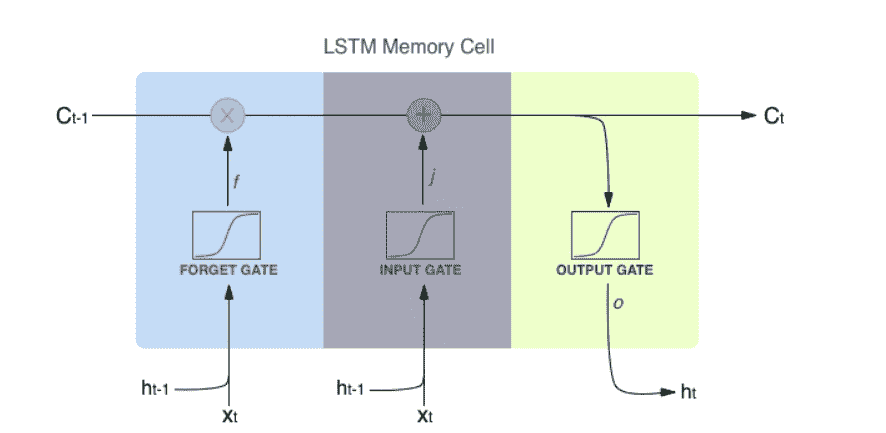 LSTM Memory Cell
Ct-1
×
+
Ct
f
j
FORGET GATE
INPUT GATE
OUTPUT GATE
o
ht-1
ht-1
ht
xt
xt